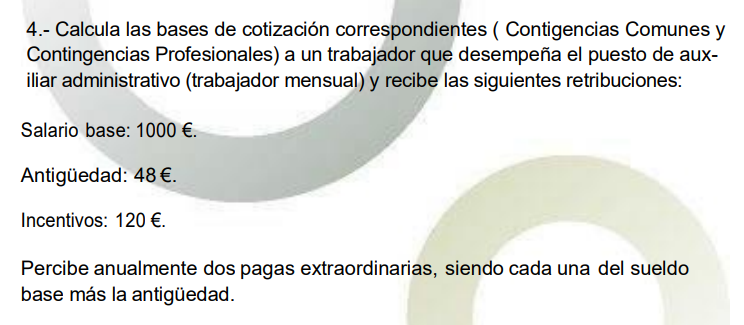 4.- Calcula las bases de cotización correspondientes ( Contigencias Comunes y
Contingencias Profesionales) a un trabajador que desempeña el puesto de aux-
iliar administrativo (trabajador mensual) y recibe las siguientes retribuciones:
Salario base: 1000 €.
Antigüedad: 48 €.
Incentivos: 120 €.
Percibe anualmente dos pagas extraordinarias, siendo cada una del sueldo
base más la antigüedad.